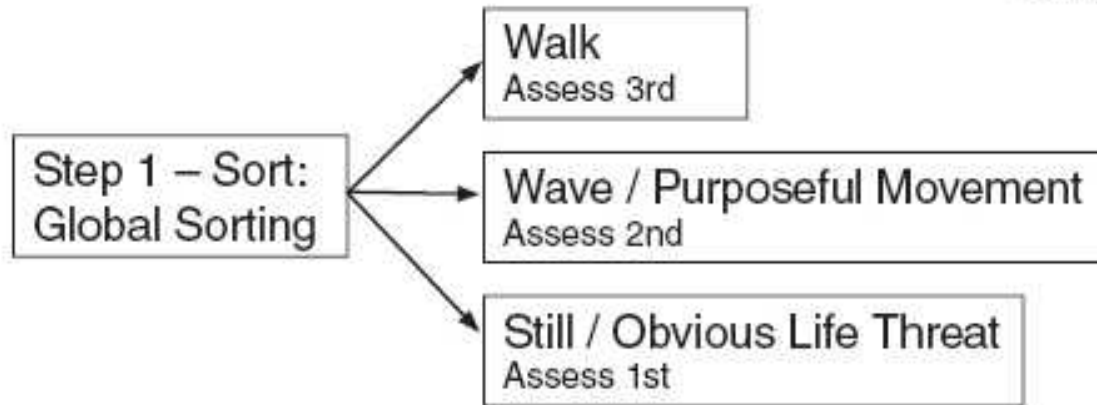 Walk
Assess 3rd
Step 1 – Sort:
Global Sorting
Wave / Purposeful Movement
Assess 2nd
Still / Obvious Life Threat
Assess 1st